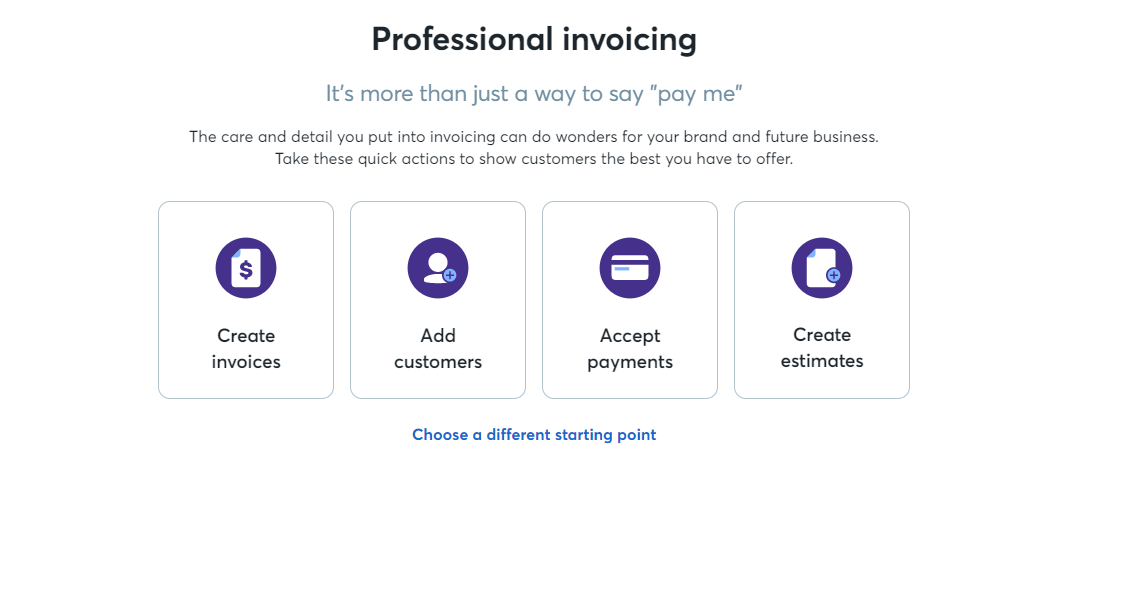 Professional invoicing
It's more than just a way to say "pay me"
The care and detail you put into invoicing can do wonders for your brand and future business.
Take these quick actions to show customers the best you have to offer.
$
Create
invoices
Add
customers
Accept
payments
Create
estimates
Choose a different starting point